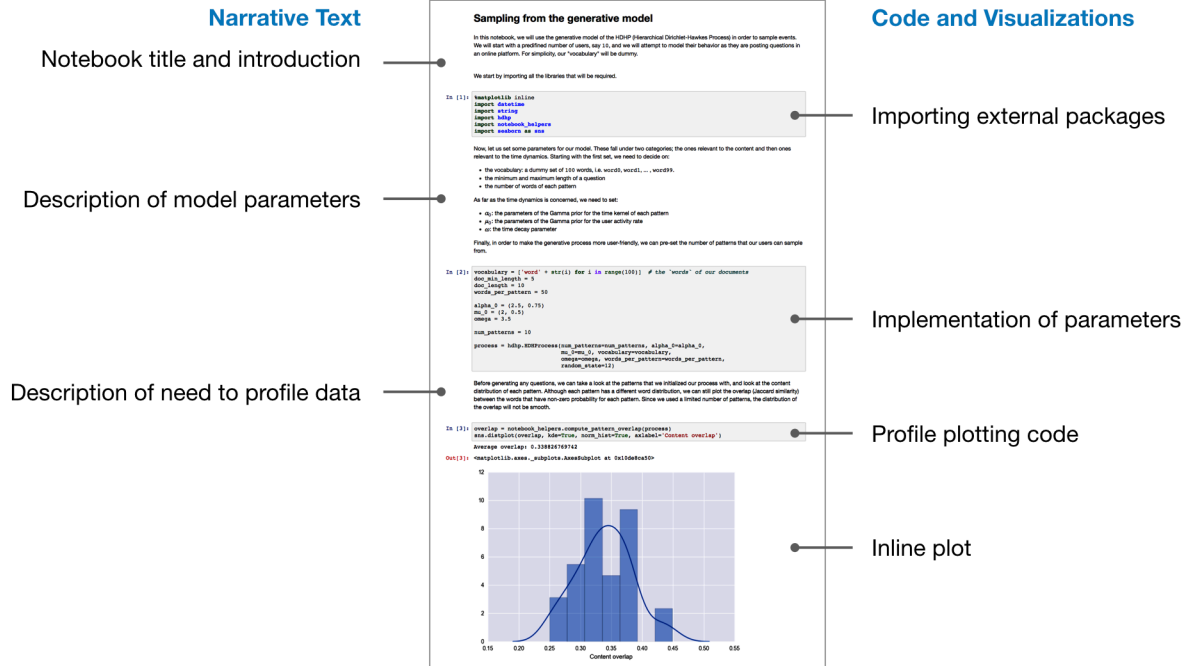 Narrative Text
Code and Visualizations
Notebook title and introduction
Description of model parameters
Description of need to profile data
Importing external packages
Implementation of parameters
Profile plotting code
Inline plot
Sampling from the generative model
In this notebook, we will use the generative model of the HDHP (Hierarchical Dirichlet-Hawkes Process) in order to sample events.
We will start with a predifined number of users, say 10, and we will attempt to model their behavior as they are posting questions in
an online platform. For simplicity, our "vocabulary" will be dummy.
We start by importing all the libraries that will be required.
In [1]: %matplotlib inline
import datetime
import string
import hdhp
import notebook_helpers
import seaborn as sns
Now, let us set some parameters for our model. These fall under two categories; the ones relevant to the content and then ones
relevant to the time dynamics. Starting with the first set, we need to decide on:
• the vocabulary: a dummy set of 100 words, i.e. word0, word1, ... , word99.
• the minimum and maximum length of a question
• the number of words of each pattern
As far as the time dynamics is concerned, we need to set:
• α₀: the parameters of the Gamma prior for the time kernel of each pattern
• μ₀: the parameters of the Gamma prior for the user activity rate
• ω: the time decay parameter
Finally, in order to make the generative process more user-friendly, we can pre-set the number of patterns that our users can sample
from.
In [2]: vocabulary = ['word' + str(i) for i in range(100)]  # the `words` of our documents
doc_min_length = 5
doc_length = 10
words_per_pattern = 50
alpha_0 = (2.5, 0.75)
mu_0 = (2, 0.5)
omega = 3.5
num_patterns = 10
process = hdhp.HDHProcess(num_patterns=num_patterns, alpha_0=alpha_0,
mu_0=mu_0, vocabulary=vocabulary,
omega=omega, words_per_pattern=words_per_pattern,
random_state=12)
Before generating any questions, we can take a look at the patterns that we initialized our process with, and look at the content
distribution of each pattern. Although each pattern has a different word distribution, we can still plot the overlap (Jaccard similarity)
between the words that have non-zero probability for each pattern. Since we used a limited number of patterns, the distribution of
the overlap will not be smooth.
In [3]: overlap = notebook_helpers.compute_pattern_overlap(process)
sns.distplot(overlap, kde=True, norm_hist=True, axlabel='Content overlap')
Average overlap: 0.338826769742
Out[3]: <matplotlib.axes._subplots.AxesSubplot at 0x10de8ca50>
12
10
8
6
4
2
0
0.15 0.20 0.25 0.30 0.35 0.40 0.45 0.50 0.55
Content overlap